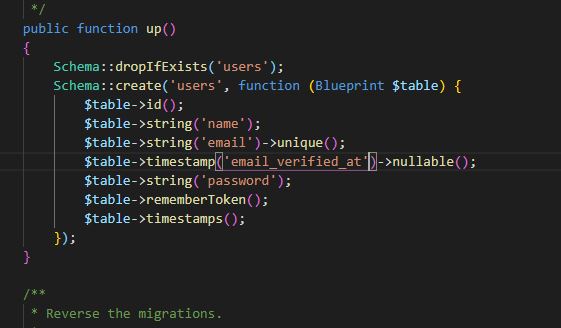 */
public function up()
{
    Schema::dropIfExists('users');
    Schema::create('users', function (Blueprint $table) {
        $table->id();
        $table->string('name');
        $table->string('email')->unique();
        $table->timestamp('email_verified_at')->nullable();
        $table->string('password');
        $table->rememberToken();
        $table->timestamps();
    });
}

/**
 * Reverse the migrations.